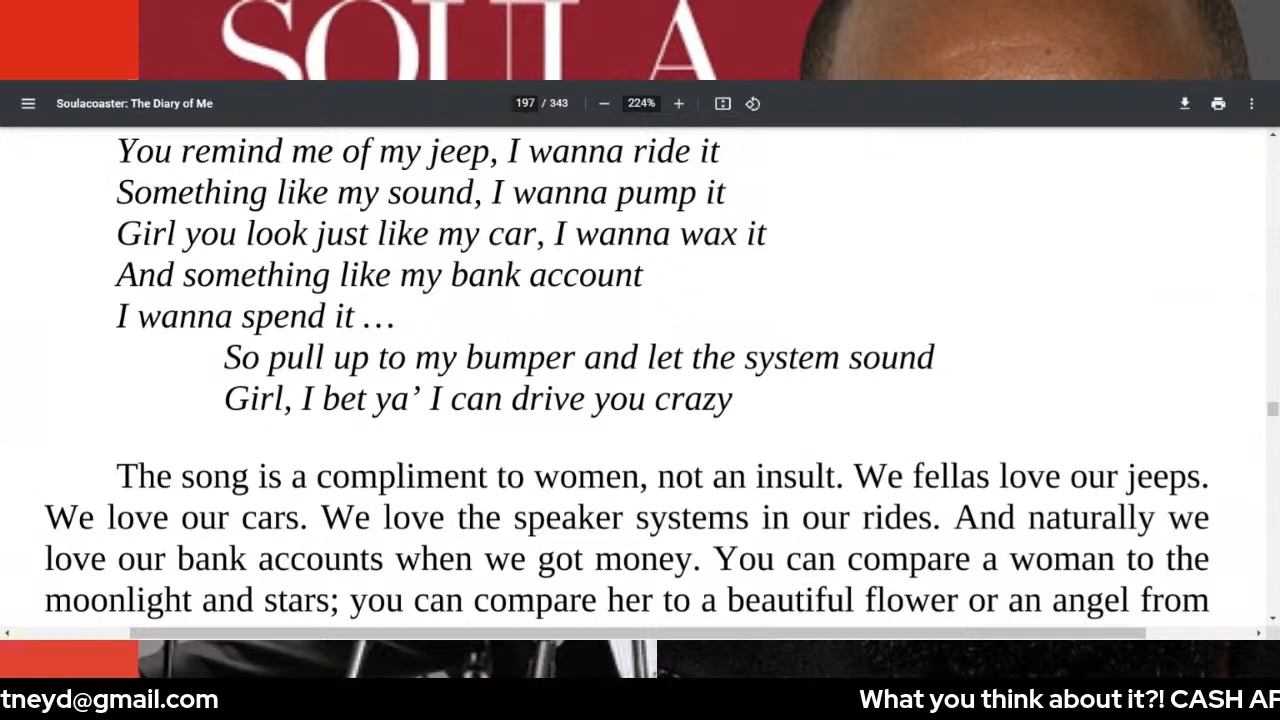 SOUL A
Soulacoaster: The Diary of Me 197 / 343 224%
You remind me of my jeep, I wanna ride it
Something like my sound, I wanna pump it
Girl you look just like my car, I wanna wax it
And something like my bank account
I wanna spend it …
So pull up to my bumper and let the system sound
Girl, I bet ya’ I can drive you crazy
The song is a compliment to women, not an insult. We fellas love our jeeps.
We love our cars. We love the speaker systems in our rides. And naturally we
love our bank accounts when we got money. You can compare a woman to the
moonlight and stars; you can compare her to a beautiful flower or an angel from
tneyd@gmail.com What you think about it?! CASH AP